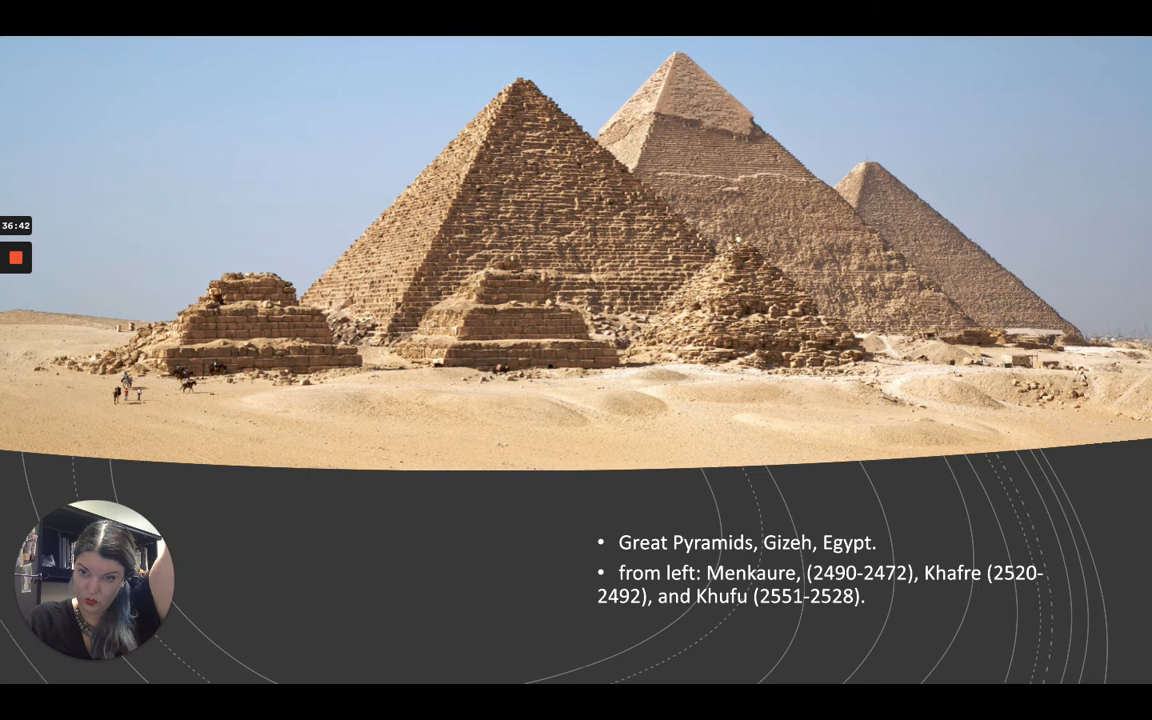 36:42
• Great Pyramids, Gizeh, Egypt.
• from left: Menkaure, (2490-2472), Khafre (2520-
2492), and Khufu (2551-2528).